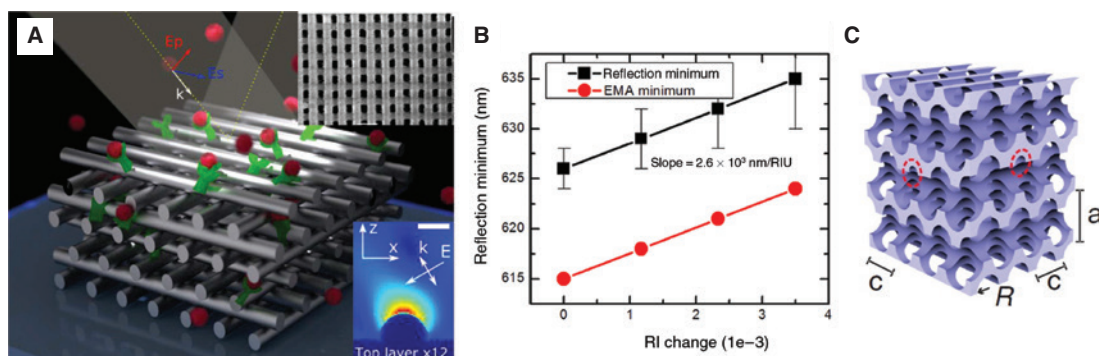 A
Ep
Es
k
z
x
k
E
Top layer x12
B
Reflection minimum (nm)
635
630
625
620
615
Reflection minimum
EMA minimum
Slope = 2.6 × 10³ nm/RIU
0
1
2
3
4
RI change (1e−3)
C
a
c
R
c